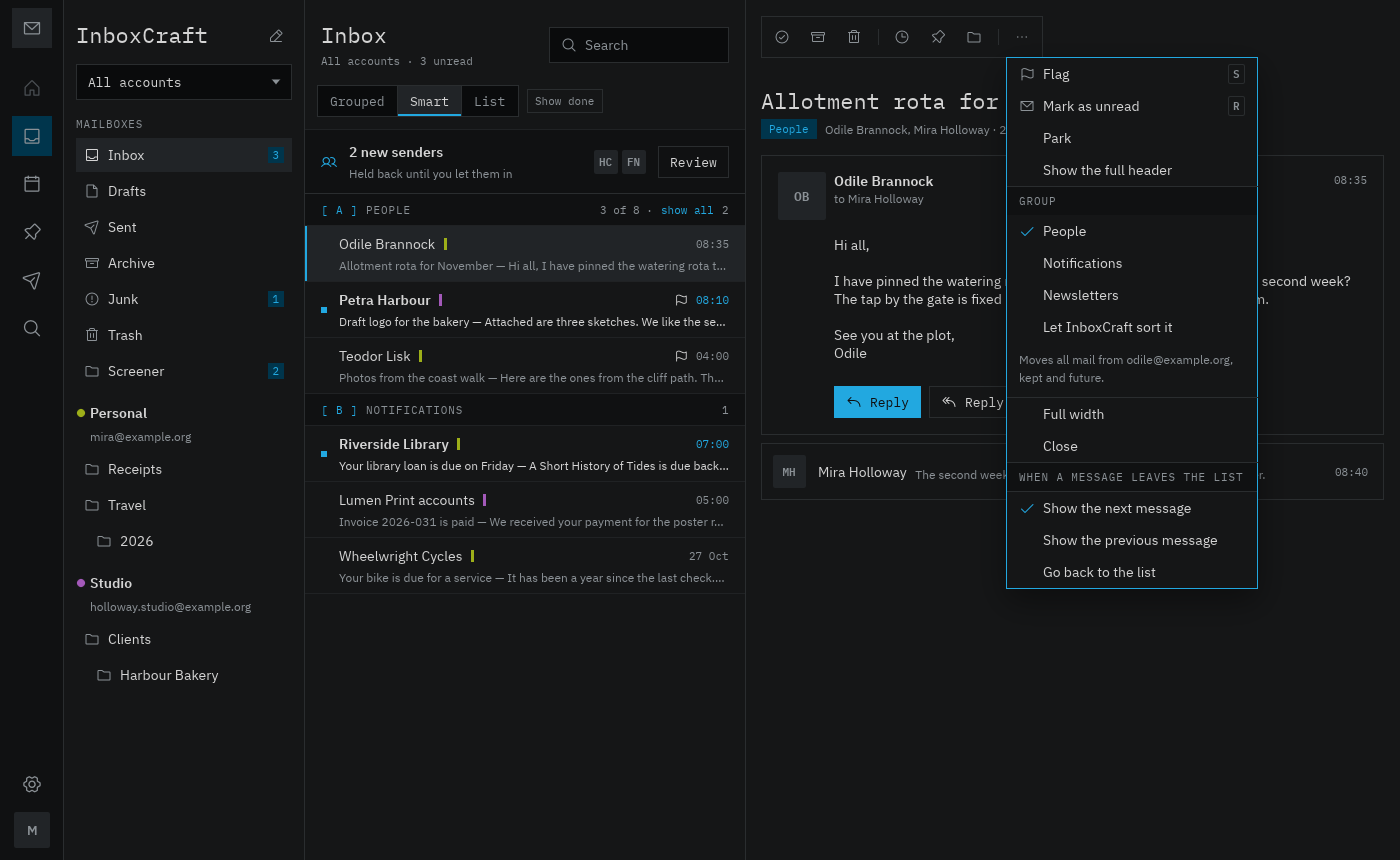 InboxCraft
All accounts
MAILBOXES
Inbox 3
Drafts
Sent
Archive
Junk 1
Trash
Screener 2
Personal
mira@example.org
Receipts
Travel
2026
Studio
holloway.studio@example.org
Clients
Harbour Bakery
M
Inbox
All accounts · 3 unread
Search
Grouped Smart List Show done
2 new senders
Held back until you let them in
HC FN Review
[ A ] PEOPLE 3 of 8 · show all 2
Odile Brannock 08:35
Allotment rota for November — Hi all, I have pinned the watering rota t...
Petra Harbour 08:10
Draft logo for the bakery — Attached are three sketches. We like the se...
Teodor Lisk 04:00
Photos from the coast walk — Here are the ones from the cliff path. Th...
[ B ] NOTIFICATIONS 1
Riverside Library 07:00
Your library loan is due on Friday — A Short History of Tides is due back...
Lumen Print accounts 05:00
Invoice 2026-031 is paid — We received your payment for the poster r...
Wheelwright Cycles 27 Oct
Your bike is due for a service — It has been a year since the last check....
Allotment rota for
People Odile Brannock, Mira Holloway · 2
OB
Odile Brannock 08:35
to Mira Holloway
Hi all,
I have pinned the watering second week?
The tap by the gate is fixed
See you at the plot,
Odile
Reply Reply
MH Mira Holloway The second week 08:40
Flag S
Mark as unread R
Park
Show the full header
GROUP
People
Notifications
Newsletters
Let InboxCraft sort it
Moves all mail from odile@example.org,
kept and future.
Full width
Close
WHEN A MESSAGE LEAVES THE LIST
Show the next message
Show the previous message
Go back to the list